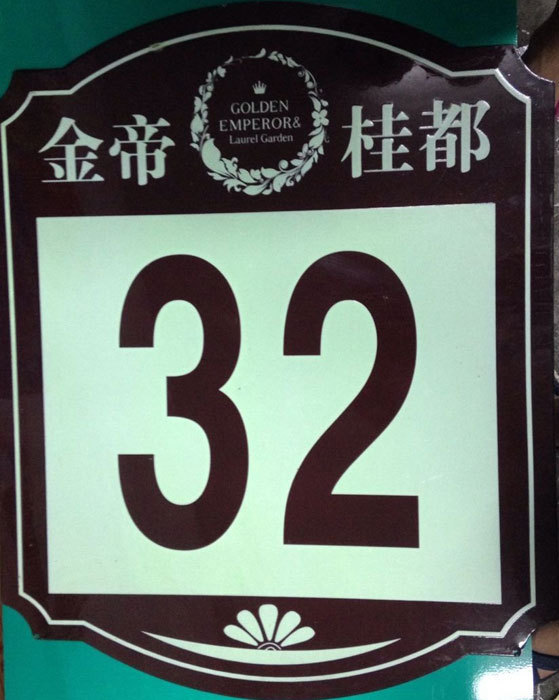 金帝
GOLDEN
EMPEROR&
Laurel Garden
桂都
32